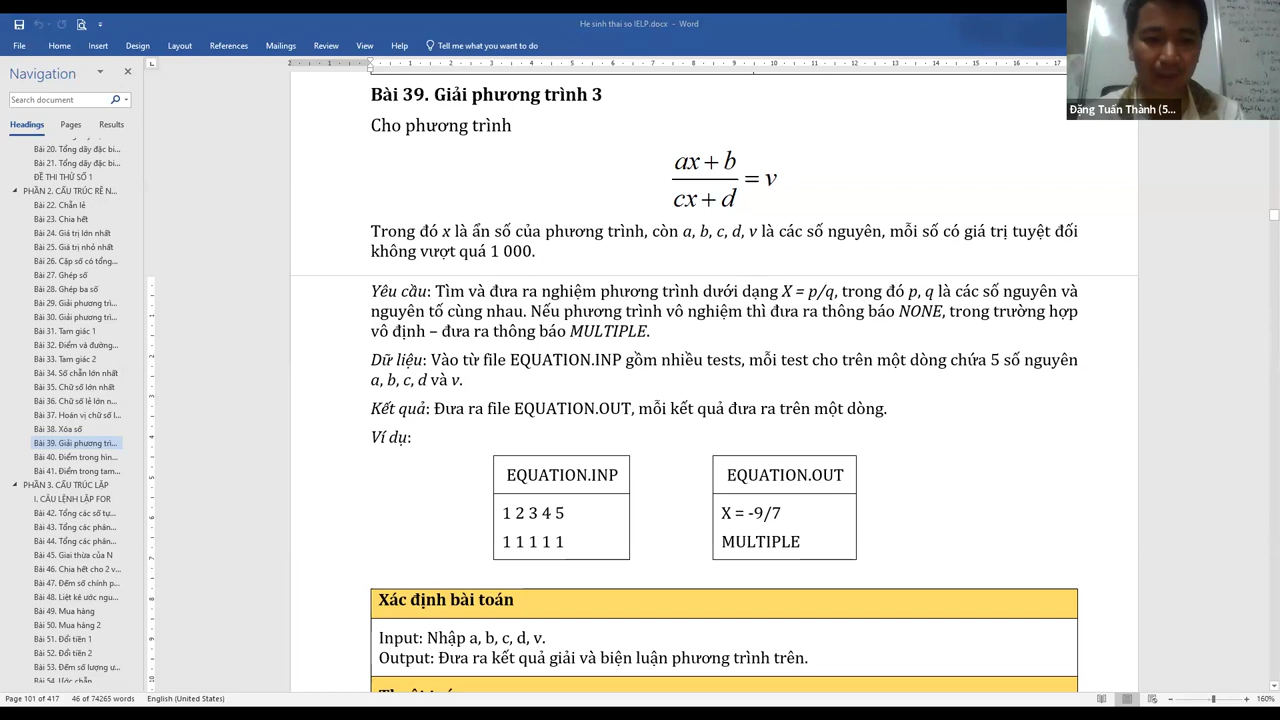 He sinh thai so IELP.docx - Word
File Home Insert Design Layout References Mailings Review View Help Tell me what you want to do
Navigation
Search document
Headings Pages Results
Bài 20. Tổng dãy đặc bi...
Bài 21. Tổng dãy đặc bi...
ĐỀ THI THỬ SỐ 1
PHẦN 2. CẤU TRÚC RẼ N...
Bài 22. Chẵn lẻ
Bài 23. Chia hết
Bài 24. Giá trị lớn nhất
Bài 25. Giá trị nhỏ nhất
Bài 26. Cặp số có tổng...
Bài 27. Ghép số
Bài 28. Ghép ba số
Bài 29. Giải phương trì...
Bài 30. Giải phương trì...
Bài 31. Tam giác 1
Bài 32. Điểm và đường...
Bài 33. Tam giác 2
Bài 34. Số chẵn lớn nhất
Bài 35. Chữ số lớn nhất
Bài 36. Chữ số lẻ lớn n...
Bài 37. Hoán vị chữ số l...
Bài 38. Xóa số
Bài 39. Giải phương trì...
Bài 40. Điểm trong hìn...
Bài 41. Điểm trong tam...
PHẦN 3. CẤU TRÚC LẶP
I. CÂU LỆNH LẶP FOR
Bài 42. Tổng các số tự...
Bài 43. Tổng các phân...
Bài 44. Tổng các phân...
Bài 45. Giai thừa của N
Bài 46. Chia hết cho 2 v...
Bài 47. Đếm số chính p...
Bài 48. Liệt kê ước ngu...
Bài 49. Mua hàng
Bài 50. Mua hàng 2
Bài 51. Đổi tiền 1
Bài 52. Đổi tiền 2
Bài 53. Đếm số lượng ư...
Bài 54. Ước chẵn
Bài 39. Giải phương trình 3
Cho phương trình
ax + b
cx + d
= v
Trong đó x là ẩn số của phương trình, còn a, b, c, d, v là các số nguyên, mỗi số có giá trị tuyệt đối
không vượt quá 1 000.
Yêu cầu: Tìm và đưa ra nghiệm phương trình dưới dạng X = p/q, trong đó p, q là các số nguyên và
nguyên tố cùng nhau. Nếu phương trình vô nghiệm thì đưa ra thông báo NONE, trong trường hợp
vô định – đưa ra thông báo MULTIPLE.
Dữ liệu: Vào từ file EQUATION.INP gồm nhiều tests, mỗi test cho trên một dòng chứa 5 số nguyên
a, b, c, d và v.
Kết quả: Đưa ra file EQUATION.OUT, mỗi kết quả đưa ra trên một dòng.
Ví dụ:
EQUATION.INP
1 2 3 4 5
1 1 1 1 1
EQUATION.OUT
X = -9/7
MULTIPLE
Xác định bài toán
Input: Nhập a, b, c, d, v.
Output: Đưa ra kết quả giải và biện luận phương trình trên.
Đặng Tuấn Thành (5...
Page 101 of 417 46 of 74265 words English (United States) 160%